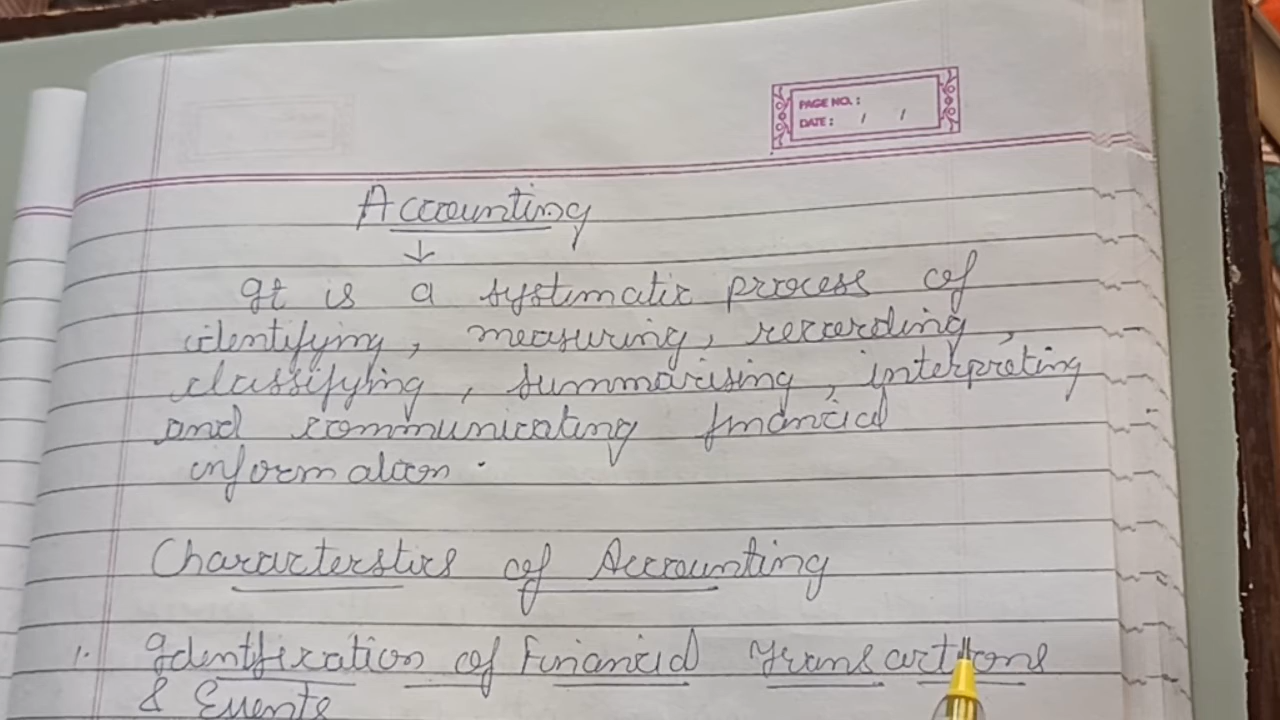 PAGE NO.:
DATE: / /
Accounting
↓
It is a systematic process of
identifying, measuring, recording,
classifying, summarising, interpreting
and communicating financial
information.
Characterstics of Accounting
1. Identification of Financial Transactions
& Events